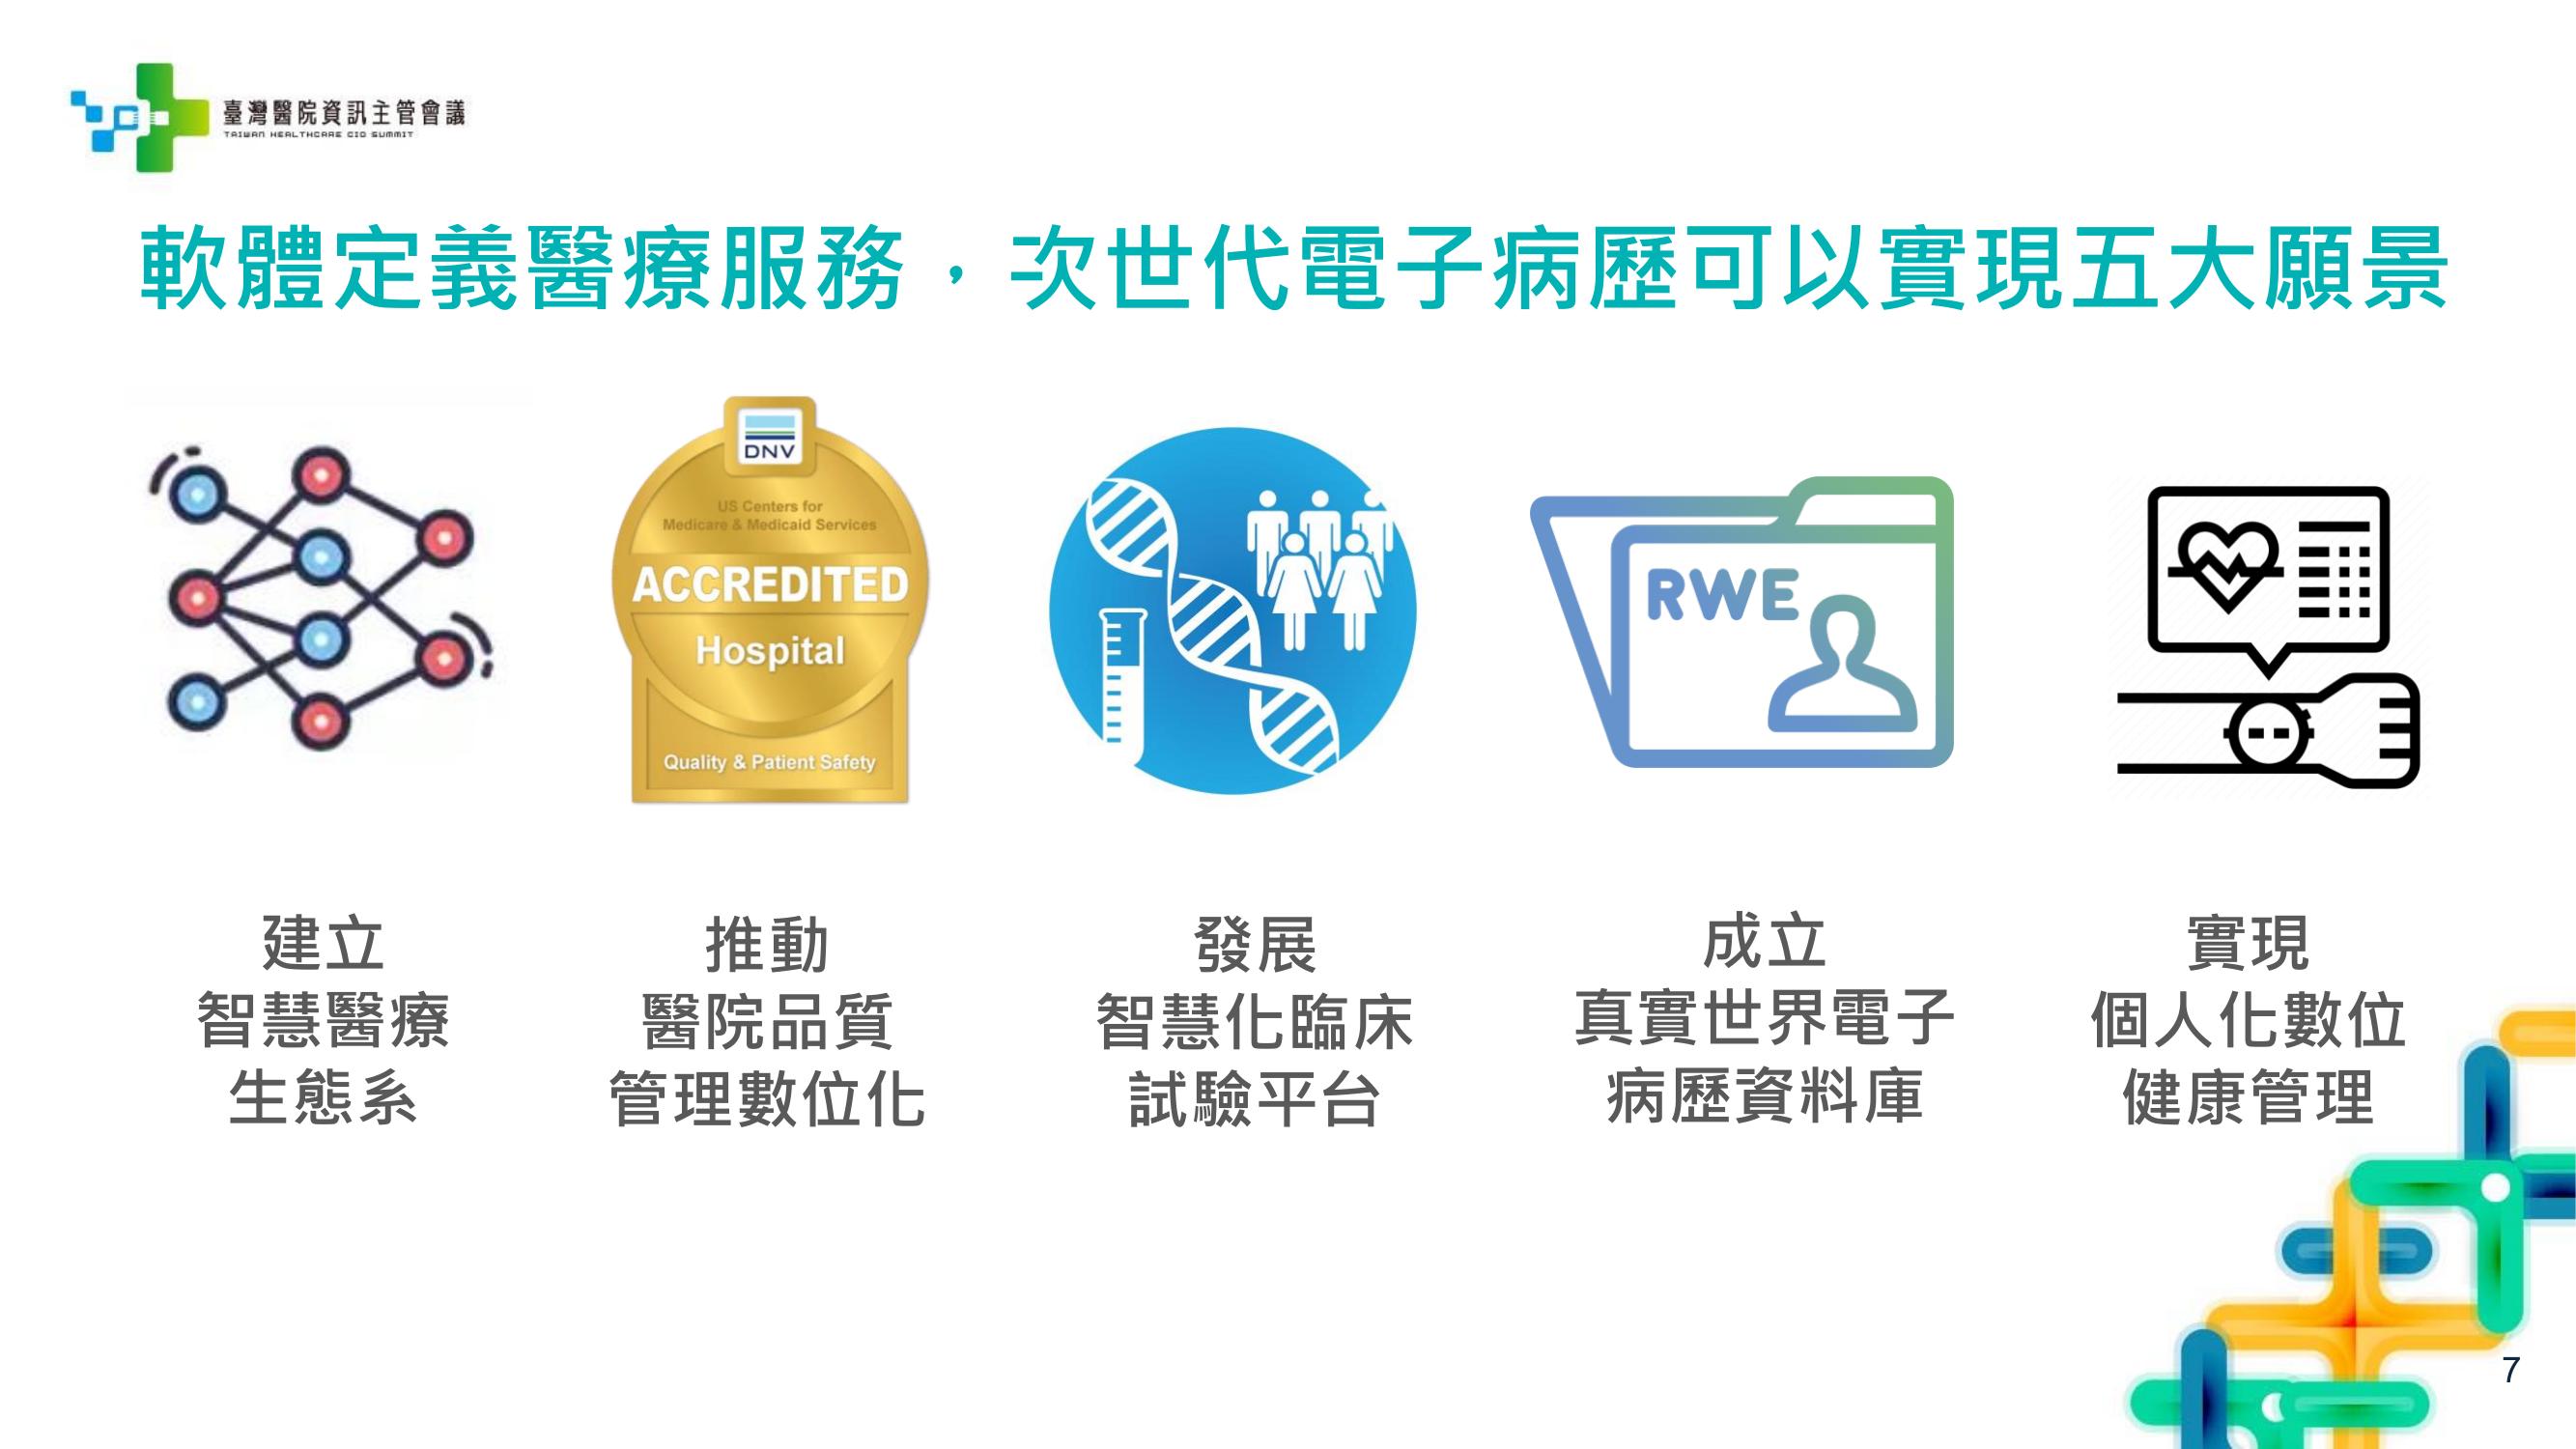 臺灣醫院資訊主管會議
TAIWAN HEALTHCARE CIO SUMMIT
軟體定義醫療服務，次世代電子病歷可以實現五大願景
DNV
US Centers for
Medicare & Medicaid Services
ACCREDITED
Hospital
Quality & Patient Safety
RWE
建立
智慧醫療
生態系
推動
醫院品質
管理數位化
發展
智慧化臨床
試驗平台
成立
真實世界電子
病歷資料庫
實現
個人化數位
健康管理
7